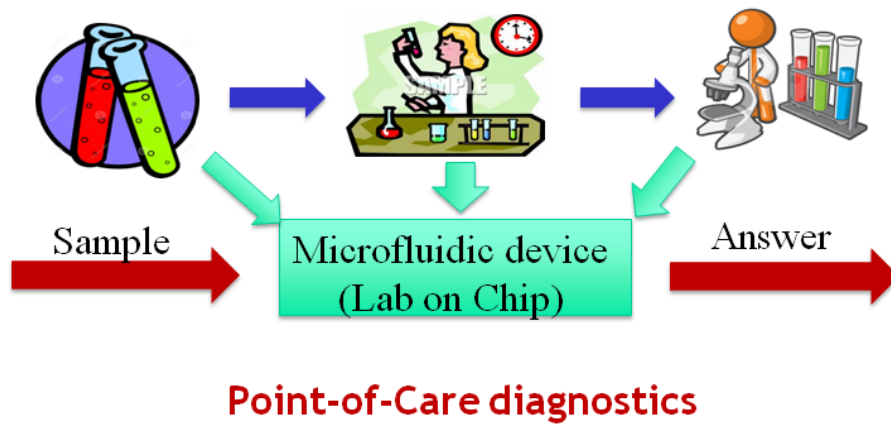 SAMPLE
Sample
Microfluidic device
(Lab on Chip)
Answer
Point-of-Care diagnostics